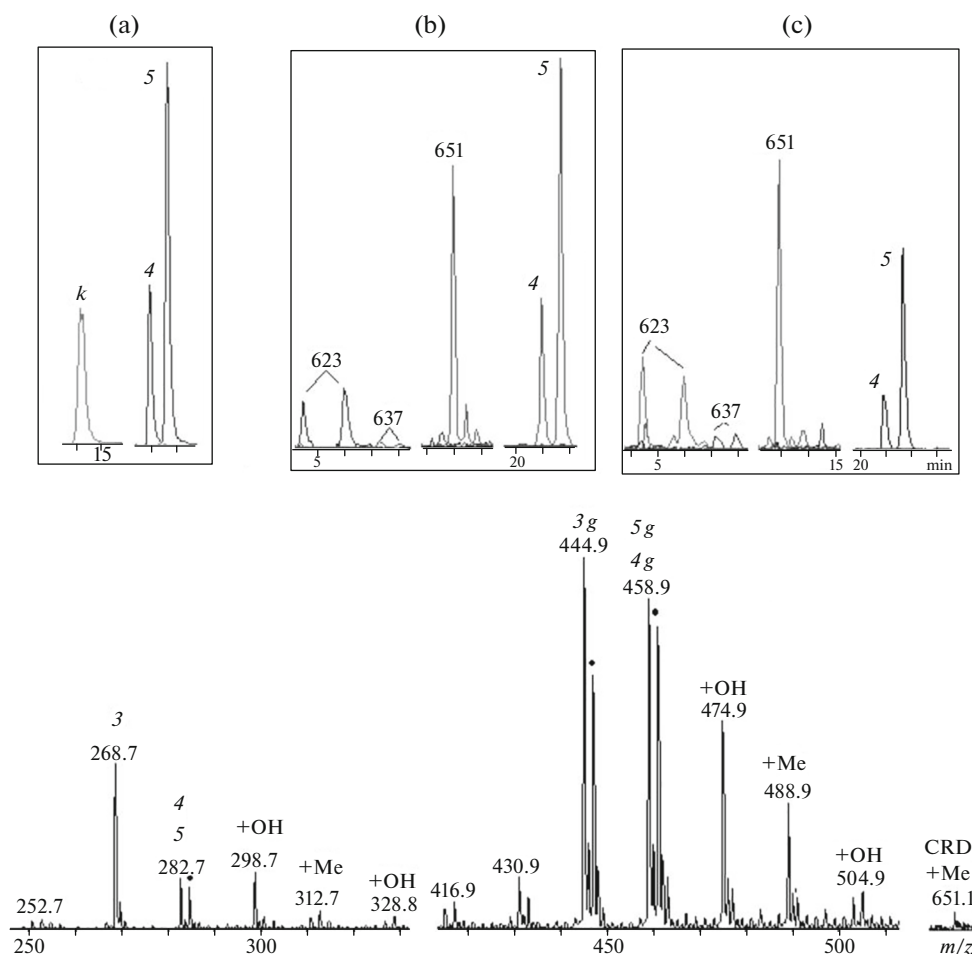 (a)
(b)
(c)
k
4
5
15
623
637
651
4
5
5
20
623
637
651
4
5
5
15
20
min
252.7
3
268.7
4
5
282.7
+OH
298.7
+Me
312.7
+OH
328.8
416.9
430.9
3 g
444.9
5 g
4 g
458.9
+OH
474.9
+Me
488.9
+OH
504.9
CRD
+Me
651.1
250
300
450
500
m/z